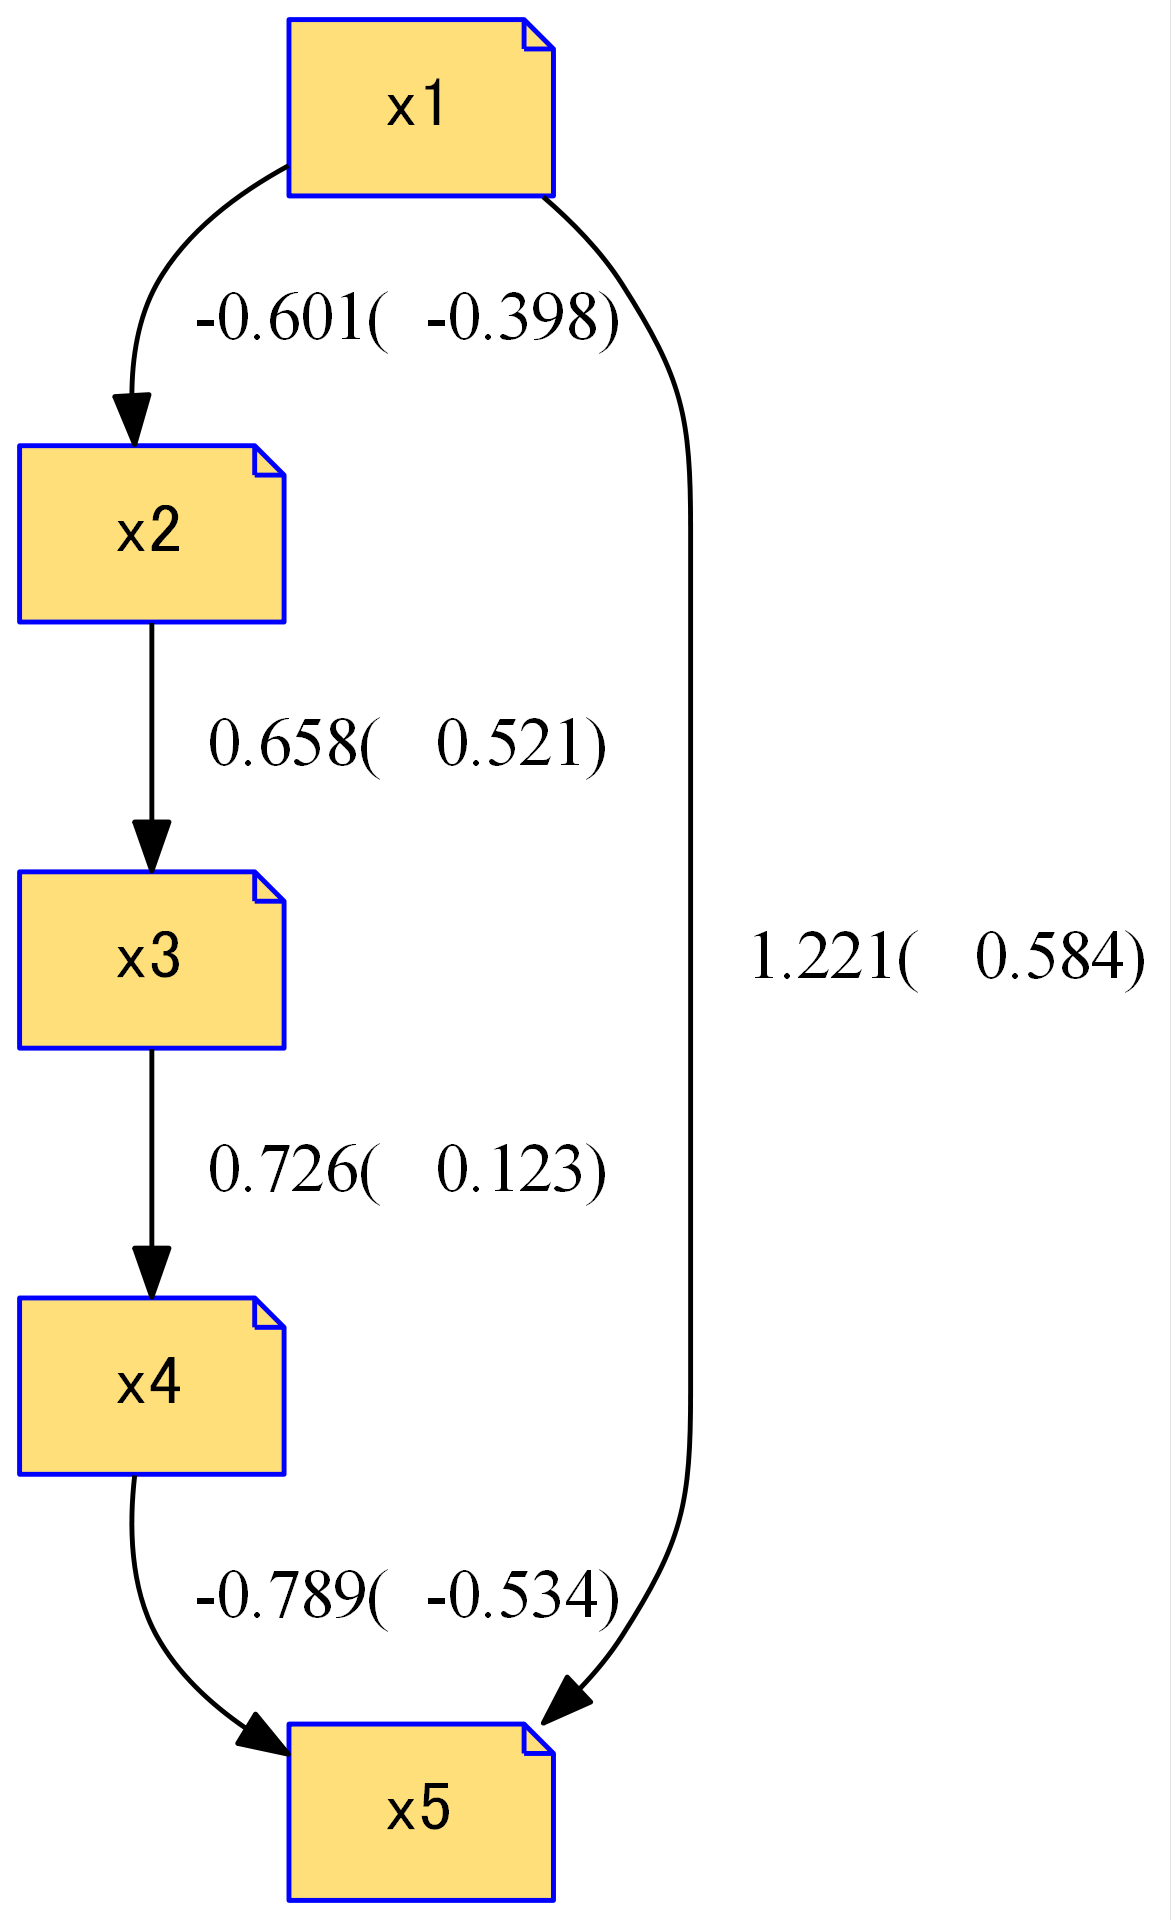 x1
-0.601(  -0.398)
x2
0.658(   0.521)
x3
1.221(   0.584)
0.726(   0.123)
x4
-0.789(  -0.534)
x5